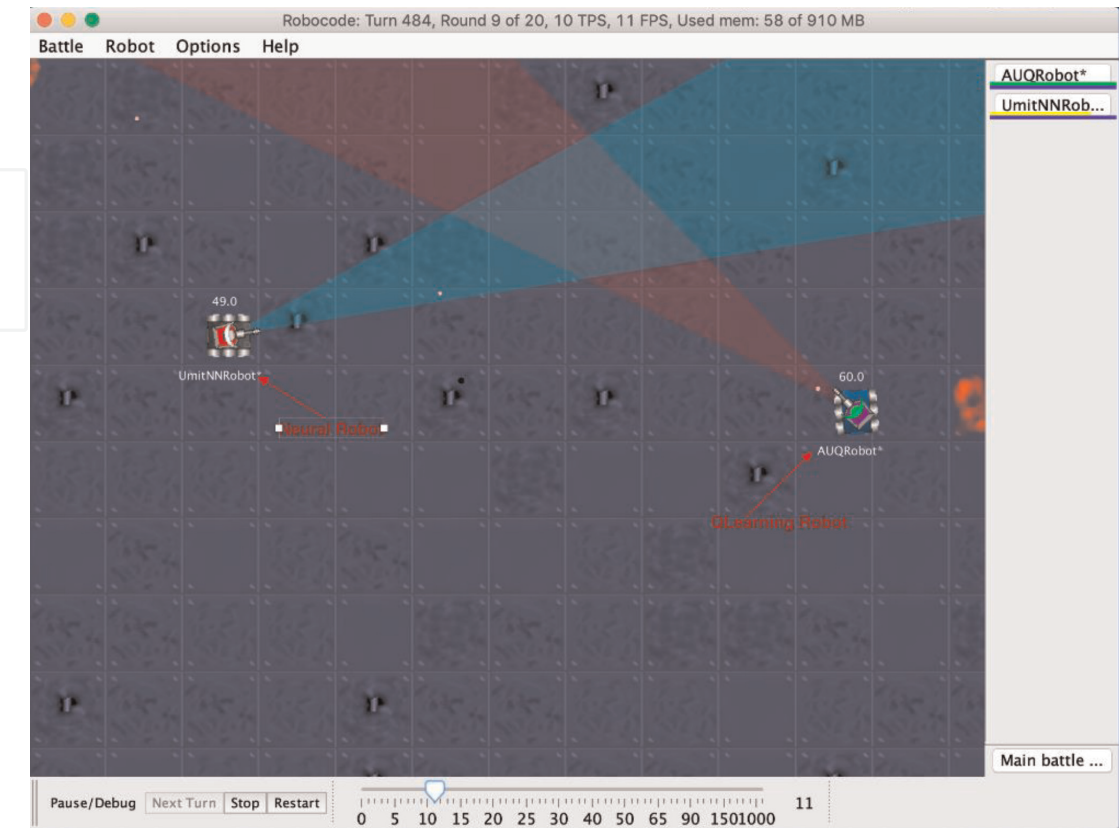 Robocode: Turn 484, Round 9 of 20, 10 TPS, 11 FPS, Used mem: 58 of 910 MB
Battle Robot Options Help
AUQRobot*
UmitNNRob...
49.0
UmitNNRobot*
Neural Robot
60.0
AUQRobot*
QLearning Robot
Main battle ...
Pause/Debug Next Turn Stop Restart 11
0 5 10 15 20 25 30 40 50 65 90 150 1000